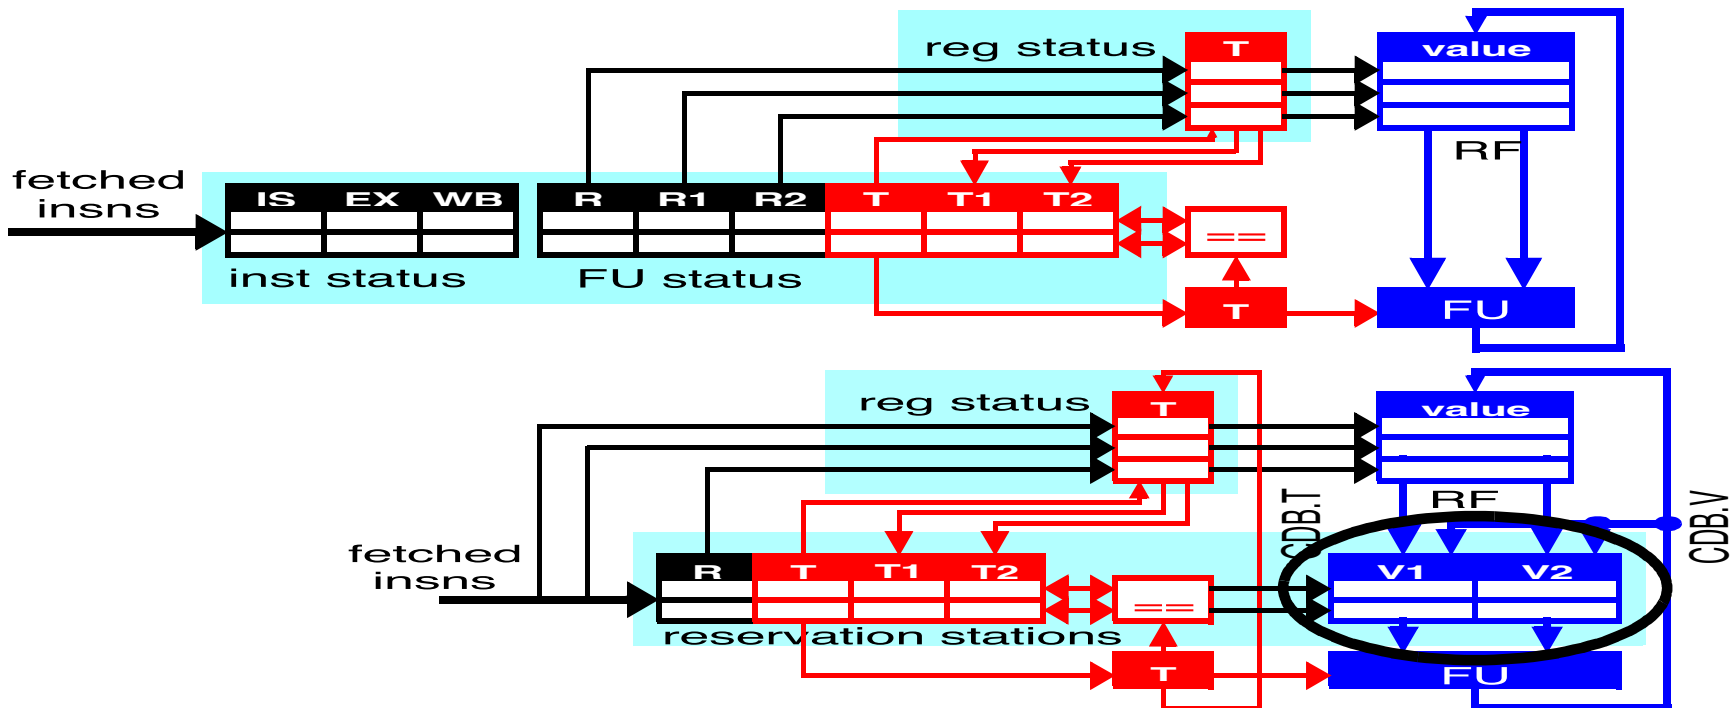 reg status
T
value
RF
fetched
insns
IS EX WB
R R1 R2 T T1 T2
==
inst status
FU status
T
FU
reg status
T
value
CDB.T
RF
CDB.V
fetched
insns
R T T1 T2
V1 V2
==
reservation stations
T
FU